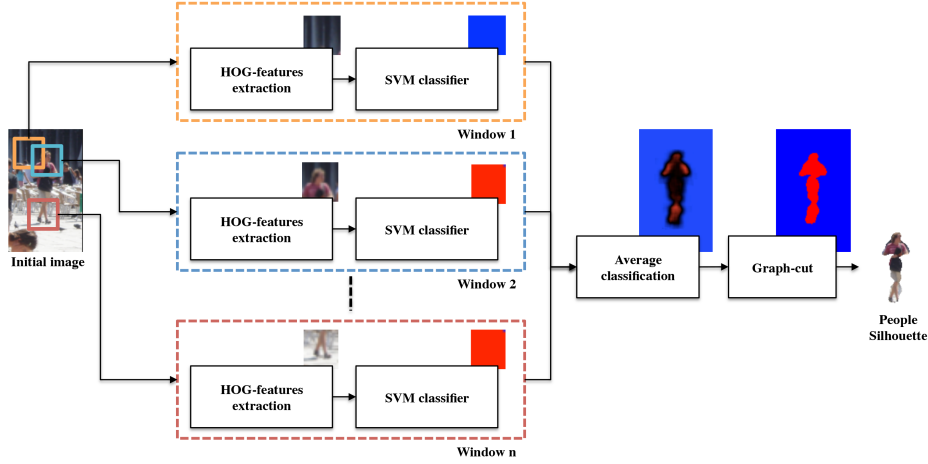 HOG-features
extraction
SVM classifier
Window 1
Initial image
HOG-features
extraction
SVM classifier
Window 2
Average
classification
Graph-cut
People
Silhouette
HOG-features
extraction
SVM classifier
Window n